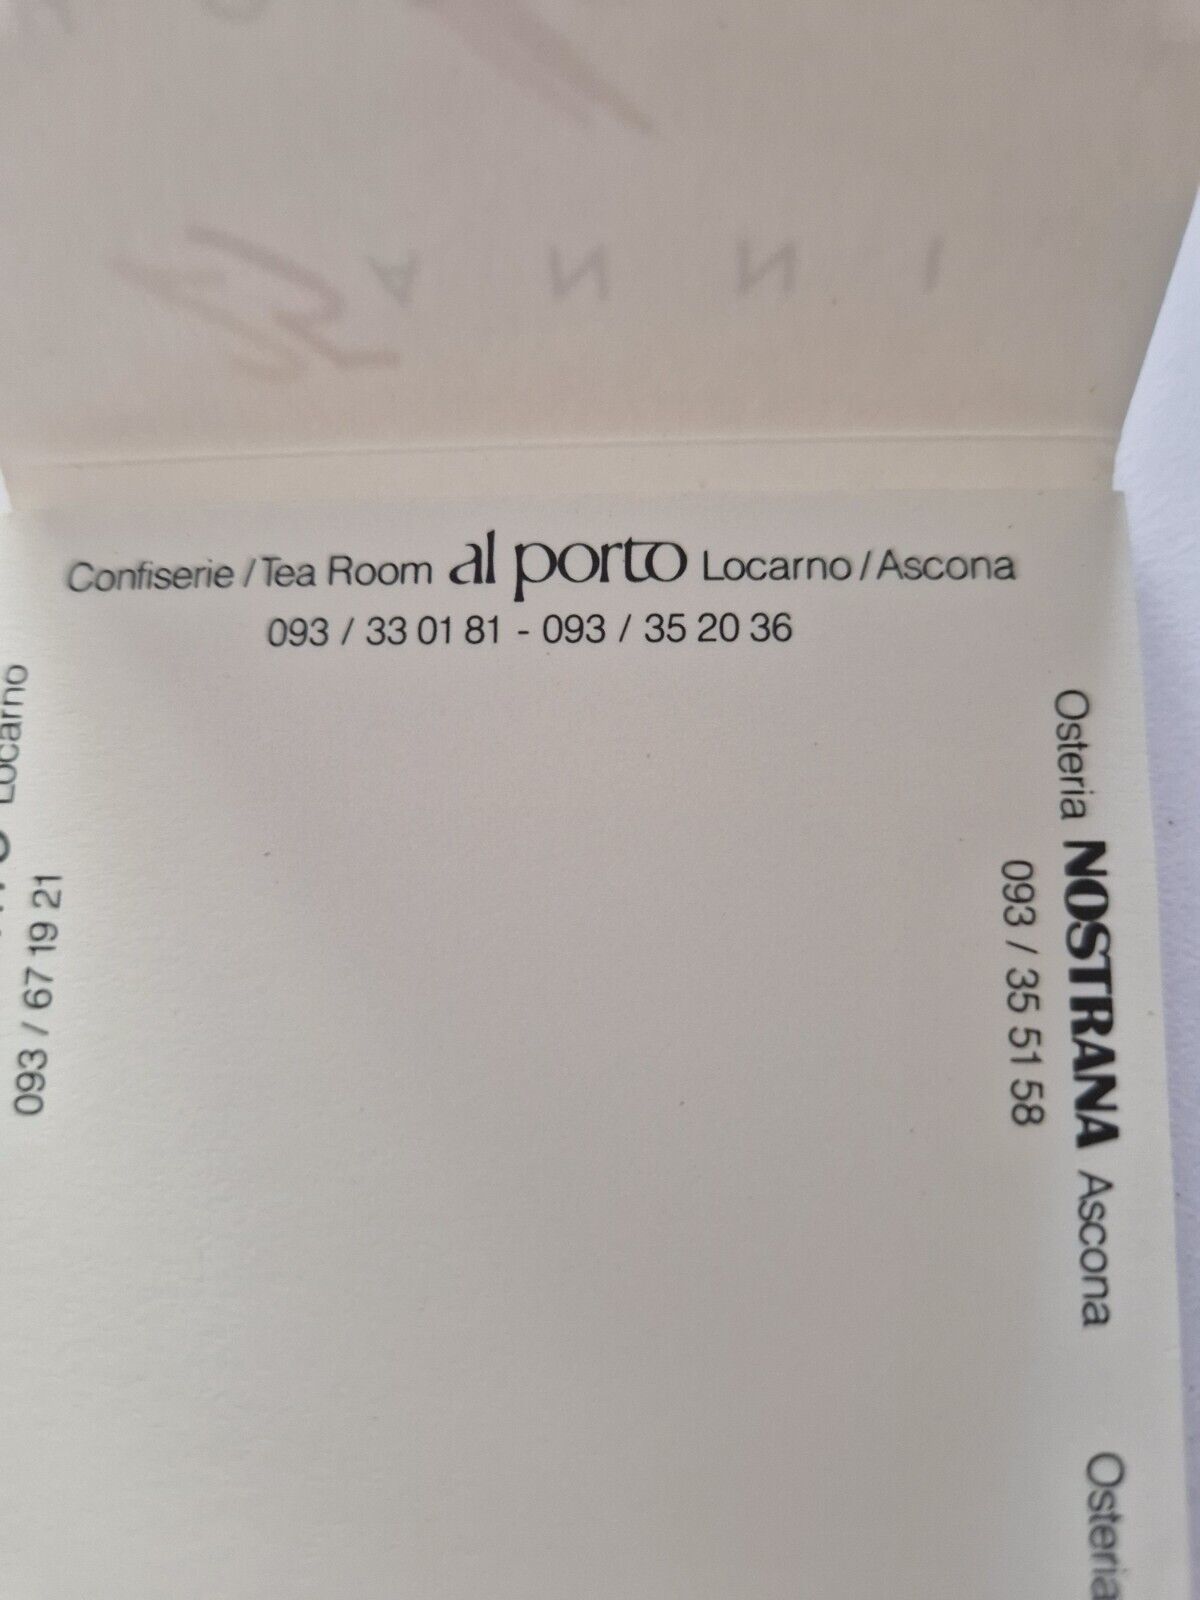 A N N I
Confiserie / Tea Room al porto Locarno / Ascona
093 / 33 01 81 - 093 / 35 20 36
Osteria NOSTRANA Ascona
093 / 35 51 58
Osteria
Locarno
093 / 67 19 21